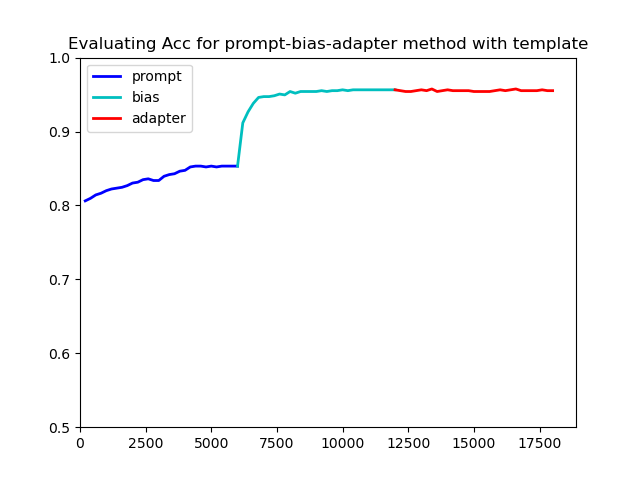 Evaluating Acc for prompt-bias-adapter method with template
1.0
prompt
bias
adapter
0.9
0.8
0.7
0.6
0.5
0 2500 5000 7500 10000 12500 15000 17500